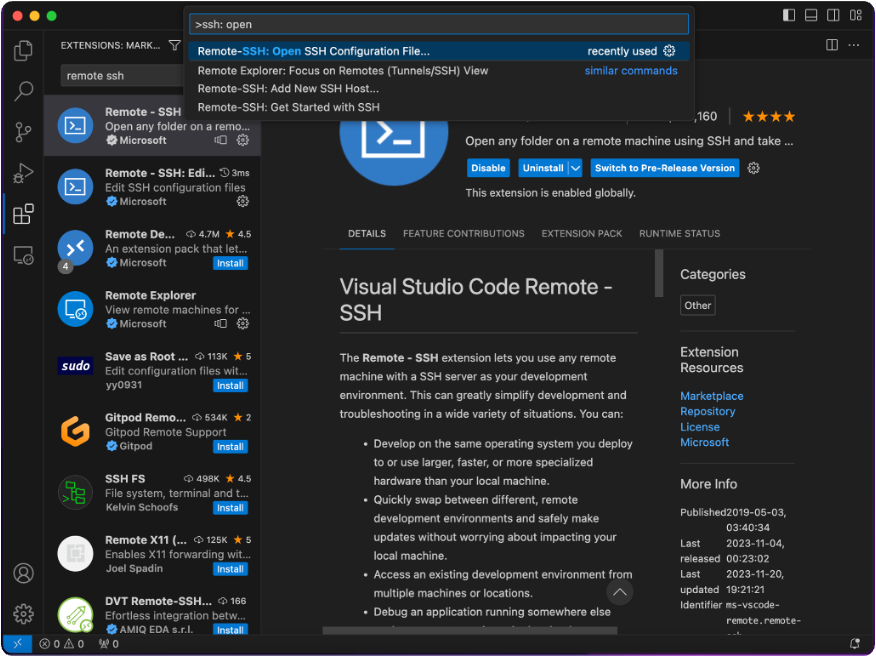 >ssh: open
Remote-SSH: Open SSH Configuration File... recently used
Remote Explorer: Focus on Remotes (Tunnels/SSH) View similar commands
Remote-SSH: Add New SSH Host...
Remote-SSH: Get Started with SSH
EXTENSIONS: MARK...
remote ssh
Remote - SSH
Open any folder on a remo...
Microsoft
Remote - SSH: Edi... 3ms
Edit SSH configuration files
Microsoft
Remote De... 4.7M 4.5
An extension pack that let...
4 Microsoft Install
Remote Explorer
View remote machines for ...
Microsoft
sudo
Save as Root ... 113K 5
Edit configuration files wit...
yy0931 Install
Gitpod Remo... 534K 2
Gitpod Remote Support
Gitpod Install
SSH FS 498K 4.5
File system, terminal and t...
Kelvin Schoofs Install
Remote X11 (... 125K 5
Enables X11 forwarding wit...
Joel Spadin Install
DVT Remote-SSH... 166
Effortless integration betw...
AMIQ EDA s.r.l. Install
,160
Open any folder on a remote machine using SSH and take ...
Disable Uninstall Switch to Pre-Release Version
This extension is enabled globally.
DETAILS FEATURE CONTRIBUTIONS EXTENSION PACK RUNTIME STATUS
Visual Studio Code Remote -
SSH
The Remote - SSH extension lets you use any remote
machine with a SSH server as your development
environment. This can greatly simplify development and
troubleshooting in a wide variety of situations. You can:
• Develop on the same operating system you deploy
to or use larger, faster, or more specialized
hardware than your local machine.
• Quickly swap between different, remote
development environments and safely make
updates without worrying about impacting your
local machine.
• Access an existing development environment from
multiple machines or locations.
• Debug an application running somewhere else
Categories
Other
Extension
Resources
Marketplace
Repository
License
Microsoft
More Info
Published 2019-05-03,
03:40:34
Last 2023-11-04,
released 00:23:02
Last 2023-11-20,
updated 19:21:21
Identifier ms-vscode-
remote.remote-
0 0 0